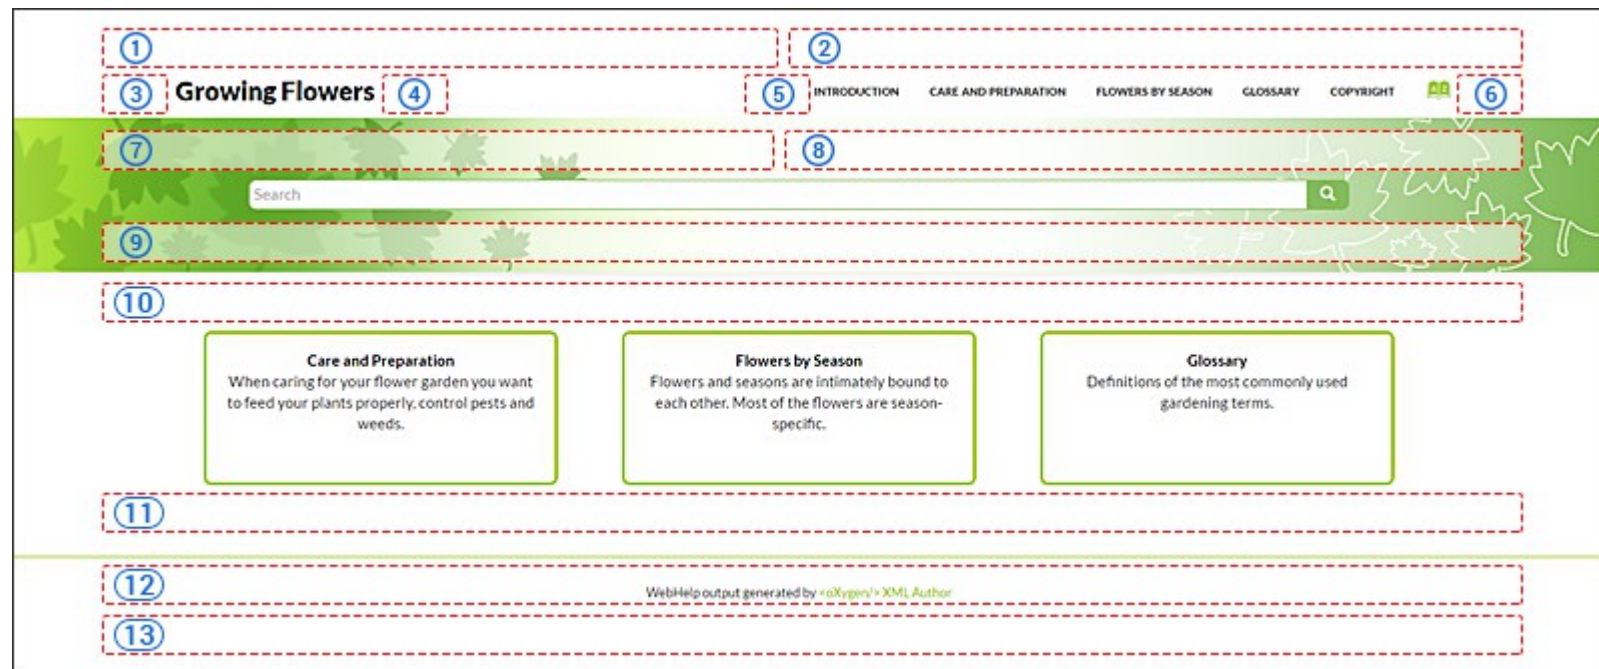 1 2
3 Growing Flowers 4 5 INTRODUCTION CARE AND PREPARATION FLOWERS BY SEASON GLOSSARY COPYRIGHT 6
7 8
Search
9
10
Care and Preparation
When caring for your flower garden you want
to feed your plants properly, control pests and
weeds.
Flowers by Season
Flowers and seasons are intimately bound to
each other. Most of the flowers are season-
specific.
Glossary
Definitions of the most commonly used
gardening terms.
11
12
WebHelp output generated by <oXygen/> XML Author
13